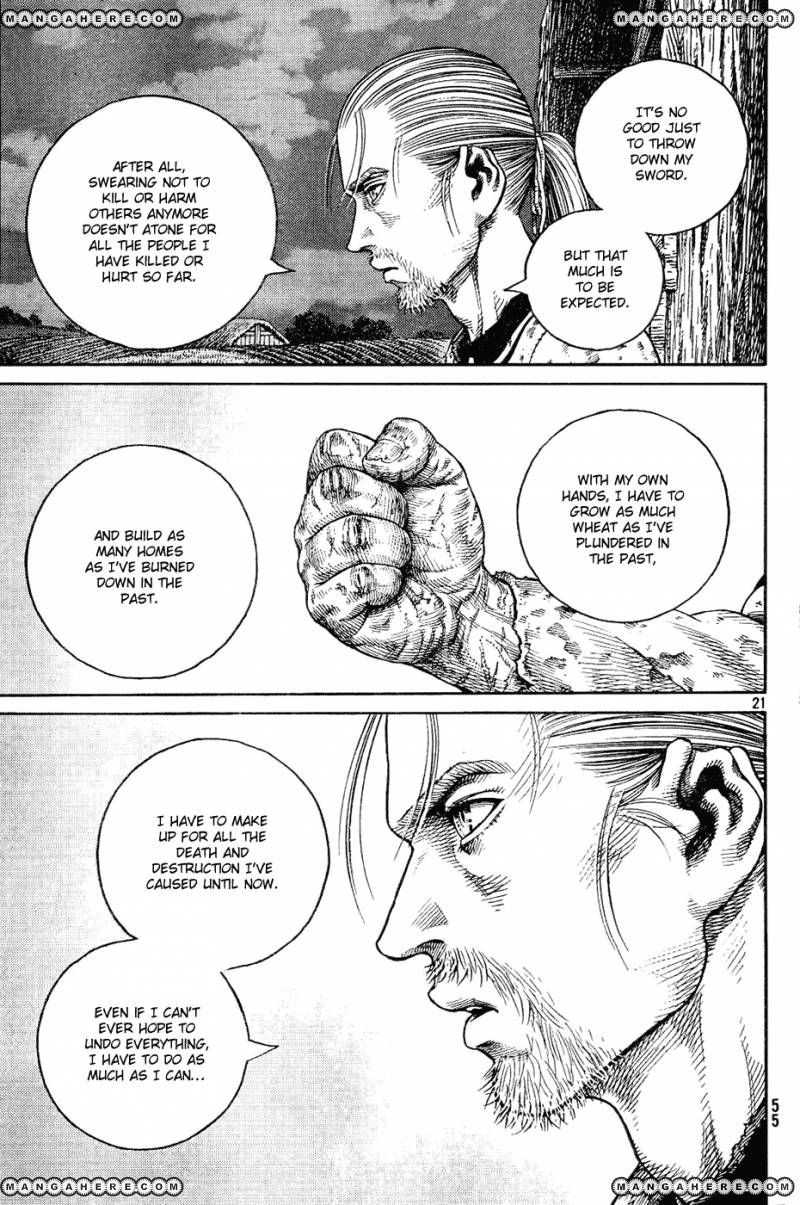 MANGAHERE.COM
MANGAHERE.COM
IT'S NO
GOOD JUST
TO THROW
DOWN MY
SWORD.
BUT THAT
MUCH IS
TO BE
EXPECTED.
AFTER ALL,
SWEARING NOT TO
KILL OR HARM
OTHERS ANYMORE
DOESN'T ATONE FOR
ALL THE PEOPLE I
HAVE KILLED OR
HURT SO FAR.
WITH MY OWN
HANDS, I HAVE TO
GROW AS MUCH
WHEAT AS I'VE
PLUNDERED IN
THE PAST,
AND BUILD AS
MANY HOMES
AS I'VE BURNED
DOWN IN THE
PAST.
21
I HAVE TO MAKE
UP FOR ALL THE
DEATH AND
DESTRUCTION I'VE
CAUSED UNTIL NOW.
EVEN IF I CAN'T
EVER HOPE TO
UNDO EVERYTHING,
I HAVE TO DO AS
MUCH AS I CAN...
55
MANGAHERE.COM
MANGAHERE.COM